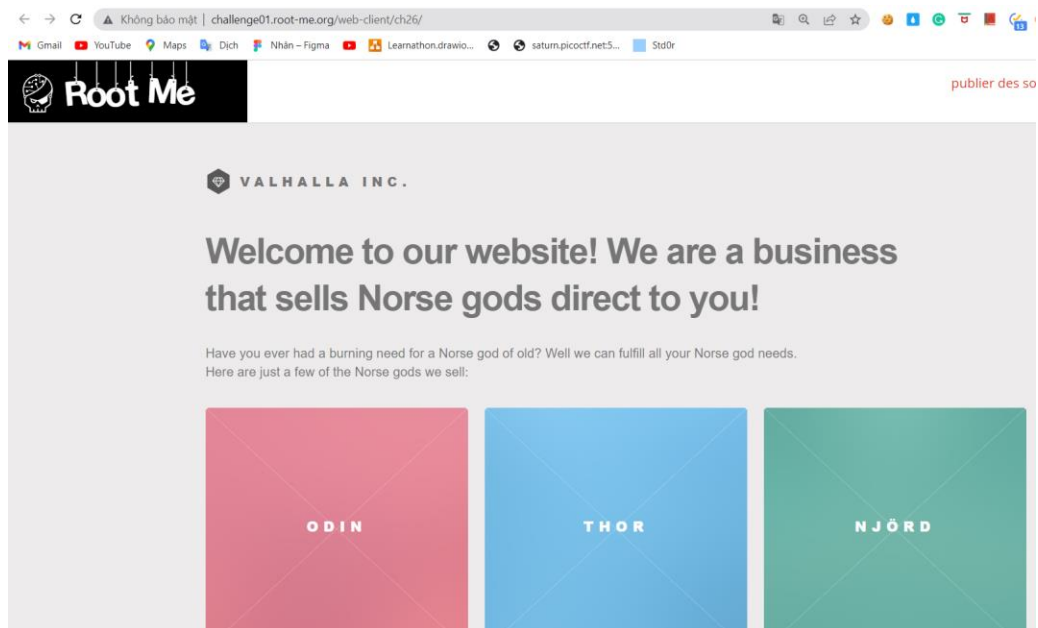 Không bảo mật | challenge01.root-me.org/web-client/ch26/
Gmail YouTube Maps Dịch Nhân – Figma Learnathon.drawio... saturn.picoctf.net:5... Std0r
13
Root Me
publier des so
VALHALLA INC.
Welcome to our website! We are a business
that sells Norse gods direct to you!
Have you ever had a burning need for a Norse god of old? Well we can fulfill all your Norse god needs.
Here are just a few of the Norse gods we sell:
ODIN THOR NJÖRD